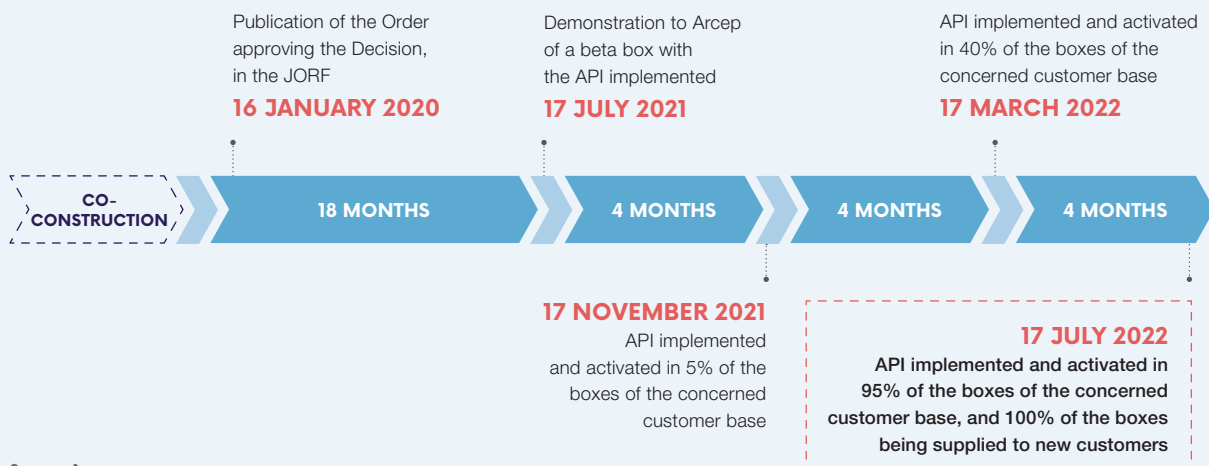 Publication of the Order
approving the Decision,
in the JORF
16 JANUARY 2020
Demonstration to Arcep
of a beta box with
the API implemented
17 JULY 2021
API implemented and activated
in 40% of the boxes of the
concerned customer base
17 MARCH 2022
CO-
CONSTRUCTION
18 MONTHS
4 MONTHS
4 MONTHS
4 MONTHS
17 NOVEMBER 2021
API implemented
and activated in 5% of the
boxes of the concerned
customer base
17 JULY 2022
API implemented and activated in
95% of the boxes of the concerned
customer base, and 100% of the boxes
being supplied to new customers